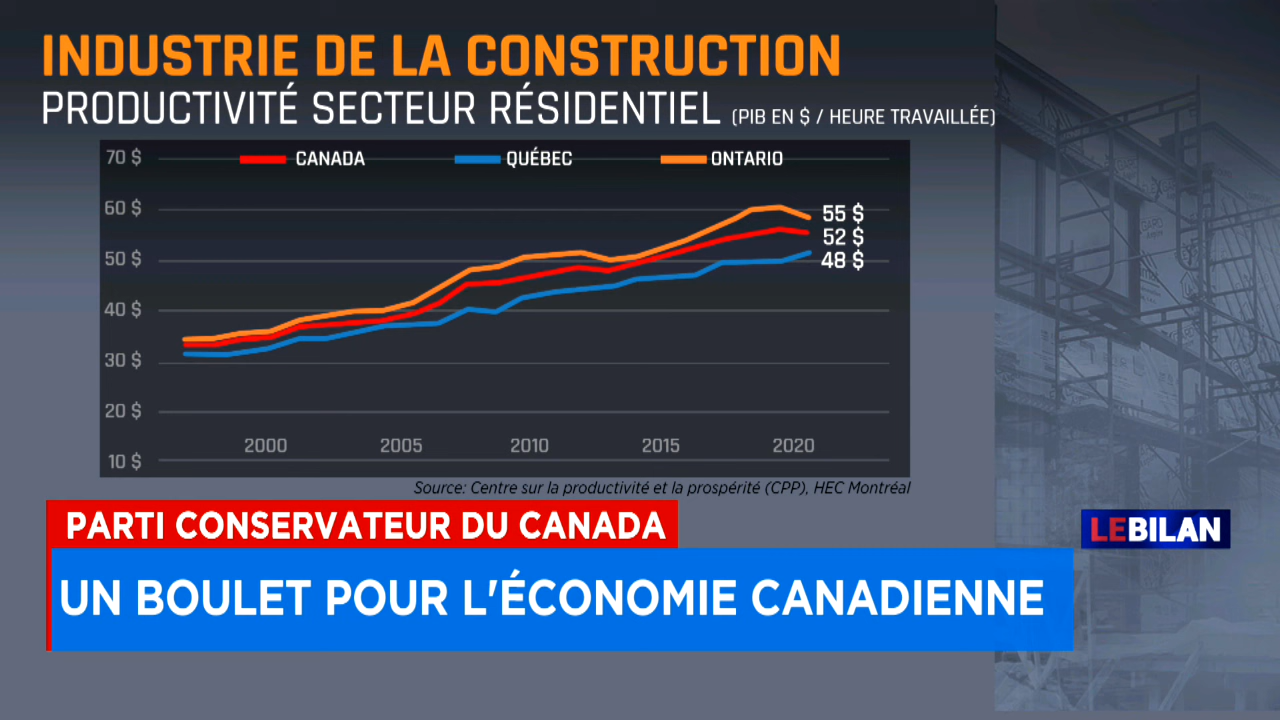 INDUSTRIE DE LA CONSTRUCTION
PRODUCTIVITÉ SECTEUR RÉSIDENTIEL (PIB EN $ / HEURE TRAVAILLÉE)
70 $
CANADA QUÉBEC ONTARIO
60 $
55 $
52 $
50 $
48 $
40 $
30 $
20 $
2000 2005 2010 2015 2020
10 $
Source: Centre sur la productivité et la prospérité (CPP), HEC Montréal
PARTI CONSERVATEUR DU CANADA
LEBILAN
UN BOULET POUR L'ÉCONOMIE CANADIENNE